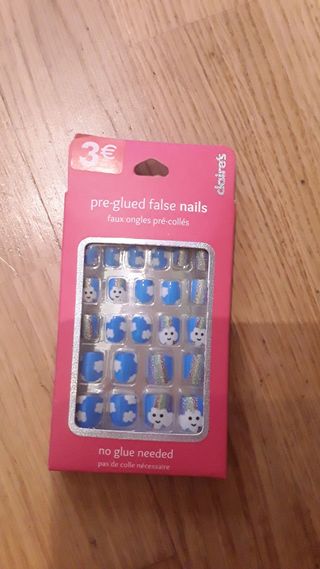 3€
claire's
pre-glued false nails
faux ongles pré-collés
no glue needed
pas de colle nécessaire